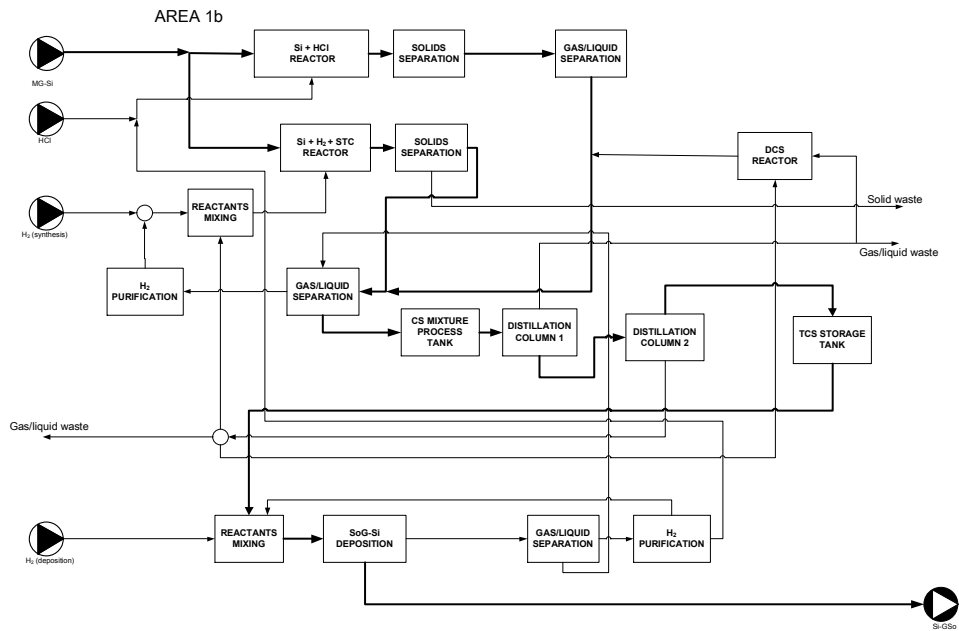 AREA 1b
Si + HCl
REACTOR
SOLIDS
SEPARATION
GAS/LIQUID
SEPARATION
MG-Si
HCl
Si + H2 + STC
REACTOR
SOLIDS
SEPARATION
DCS
REACTOR
REACTANTS
MIXING
Solid waste
H2 (synthesis)
Gas/liquid waste
H2
PURIFICATION
GAS/LIQUID
SEPARATION
CS MIXTURE
PROCESS
TANK
DISTILLATION
COLUMN 1
DISTILLATION
COLUMN 2
TCS STORAGE
TANK
Gas/liquid waste
REACTANTS
MIXING
SoG-Si
DEPOSITION
GAS/LIQUID
SEPARATION
H2
PURIFICATION
H2 (deposition)
Si-GSo